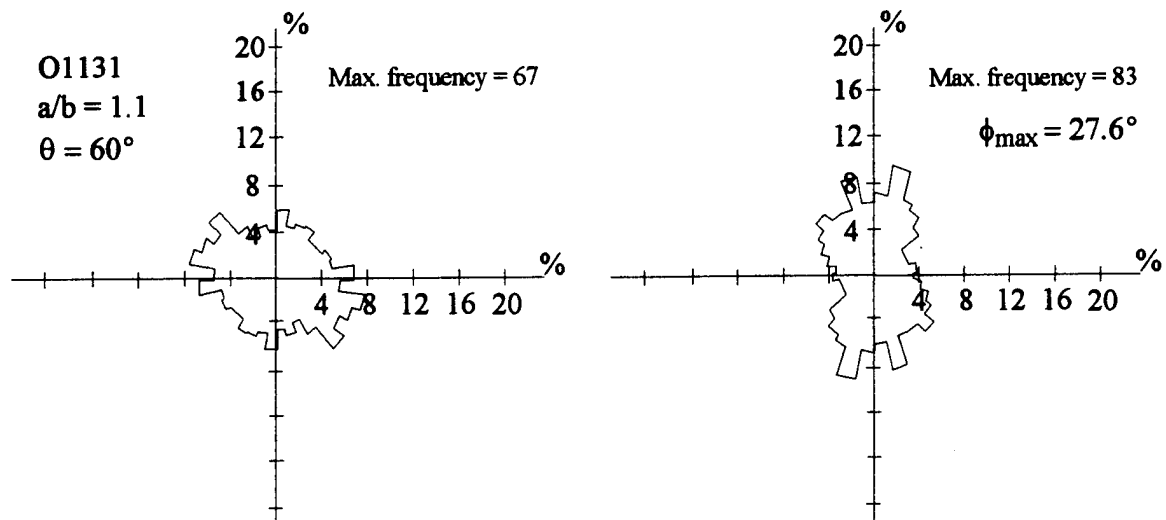 %
20
O1131
Max. frequency = 67
16
a/b = 1.1
12
θ = 60°
8
4
%
4 8 12 16 20
%
20
Max. frequency = 83
16
ϕmax = 27.6°
12
8
4
%
4 8 12 16 20